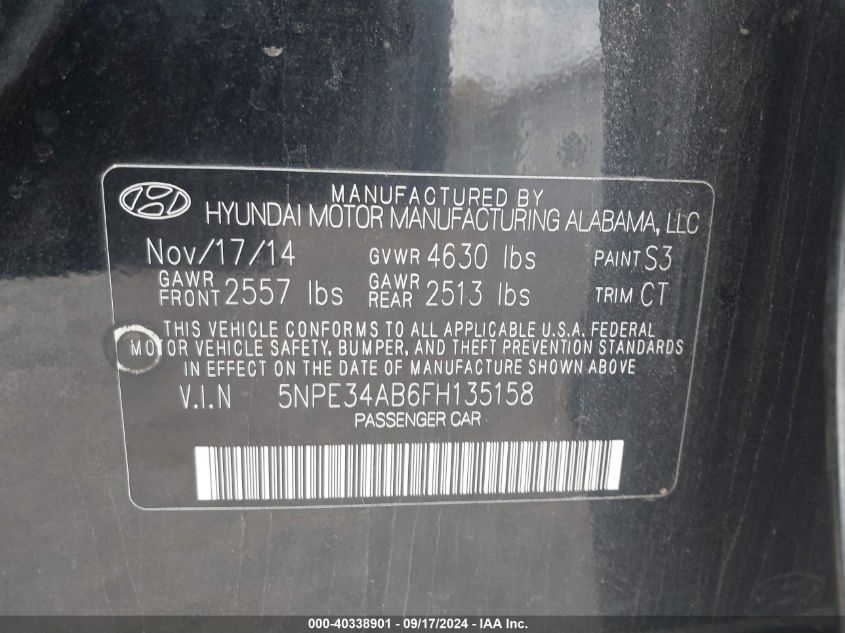 MANUFACTURED BY
HYUNDAI MOTOR MANUFACTURING ALABAMA, LLC
Nov/17/14 GVWR 4630 lbs PAINT S3
GAWR FRONT 2557 lbs GAWR REAR 2513 lbs TRIM CT
THIS VEHICLE CONFORMS TO ALL APPLICABLE U.S.A. FEDERAL
MOTOR VEHICLE SAFETY, BUMPER, AND THEFT PREVENTION STANDARDS
IN EFFECT ON THE DATE OF MANUFACTURE SHOWN ABOVE
V.I.N 5NPE34AB6FH135158
PASSENGER CAR
000-40338901 - 09/17/2024 - IAA Inc.